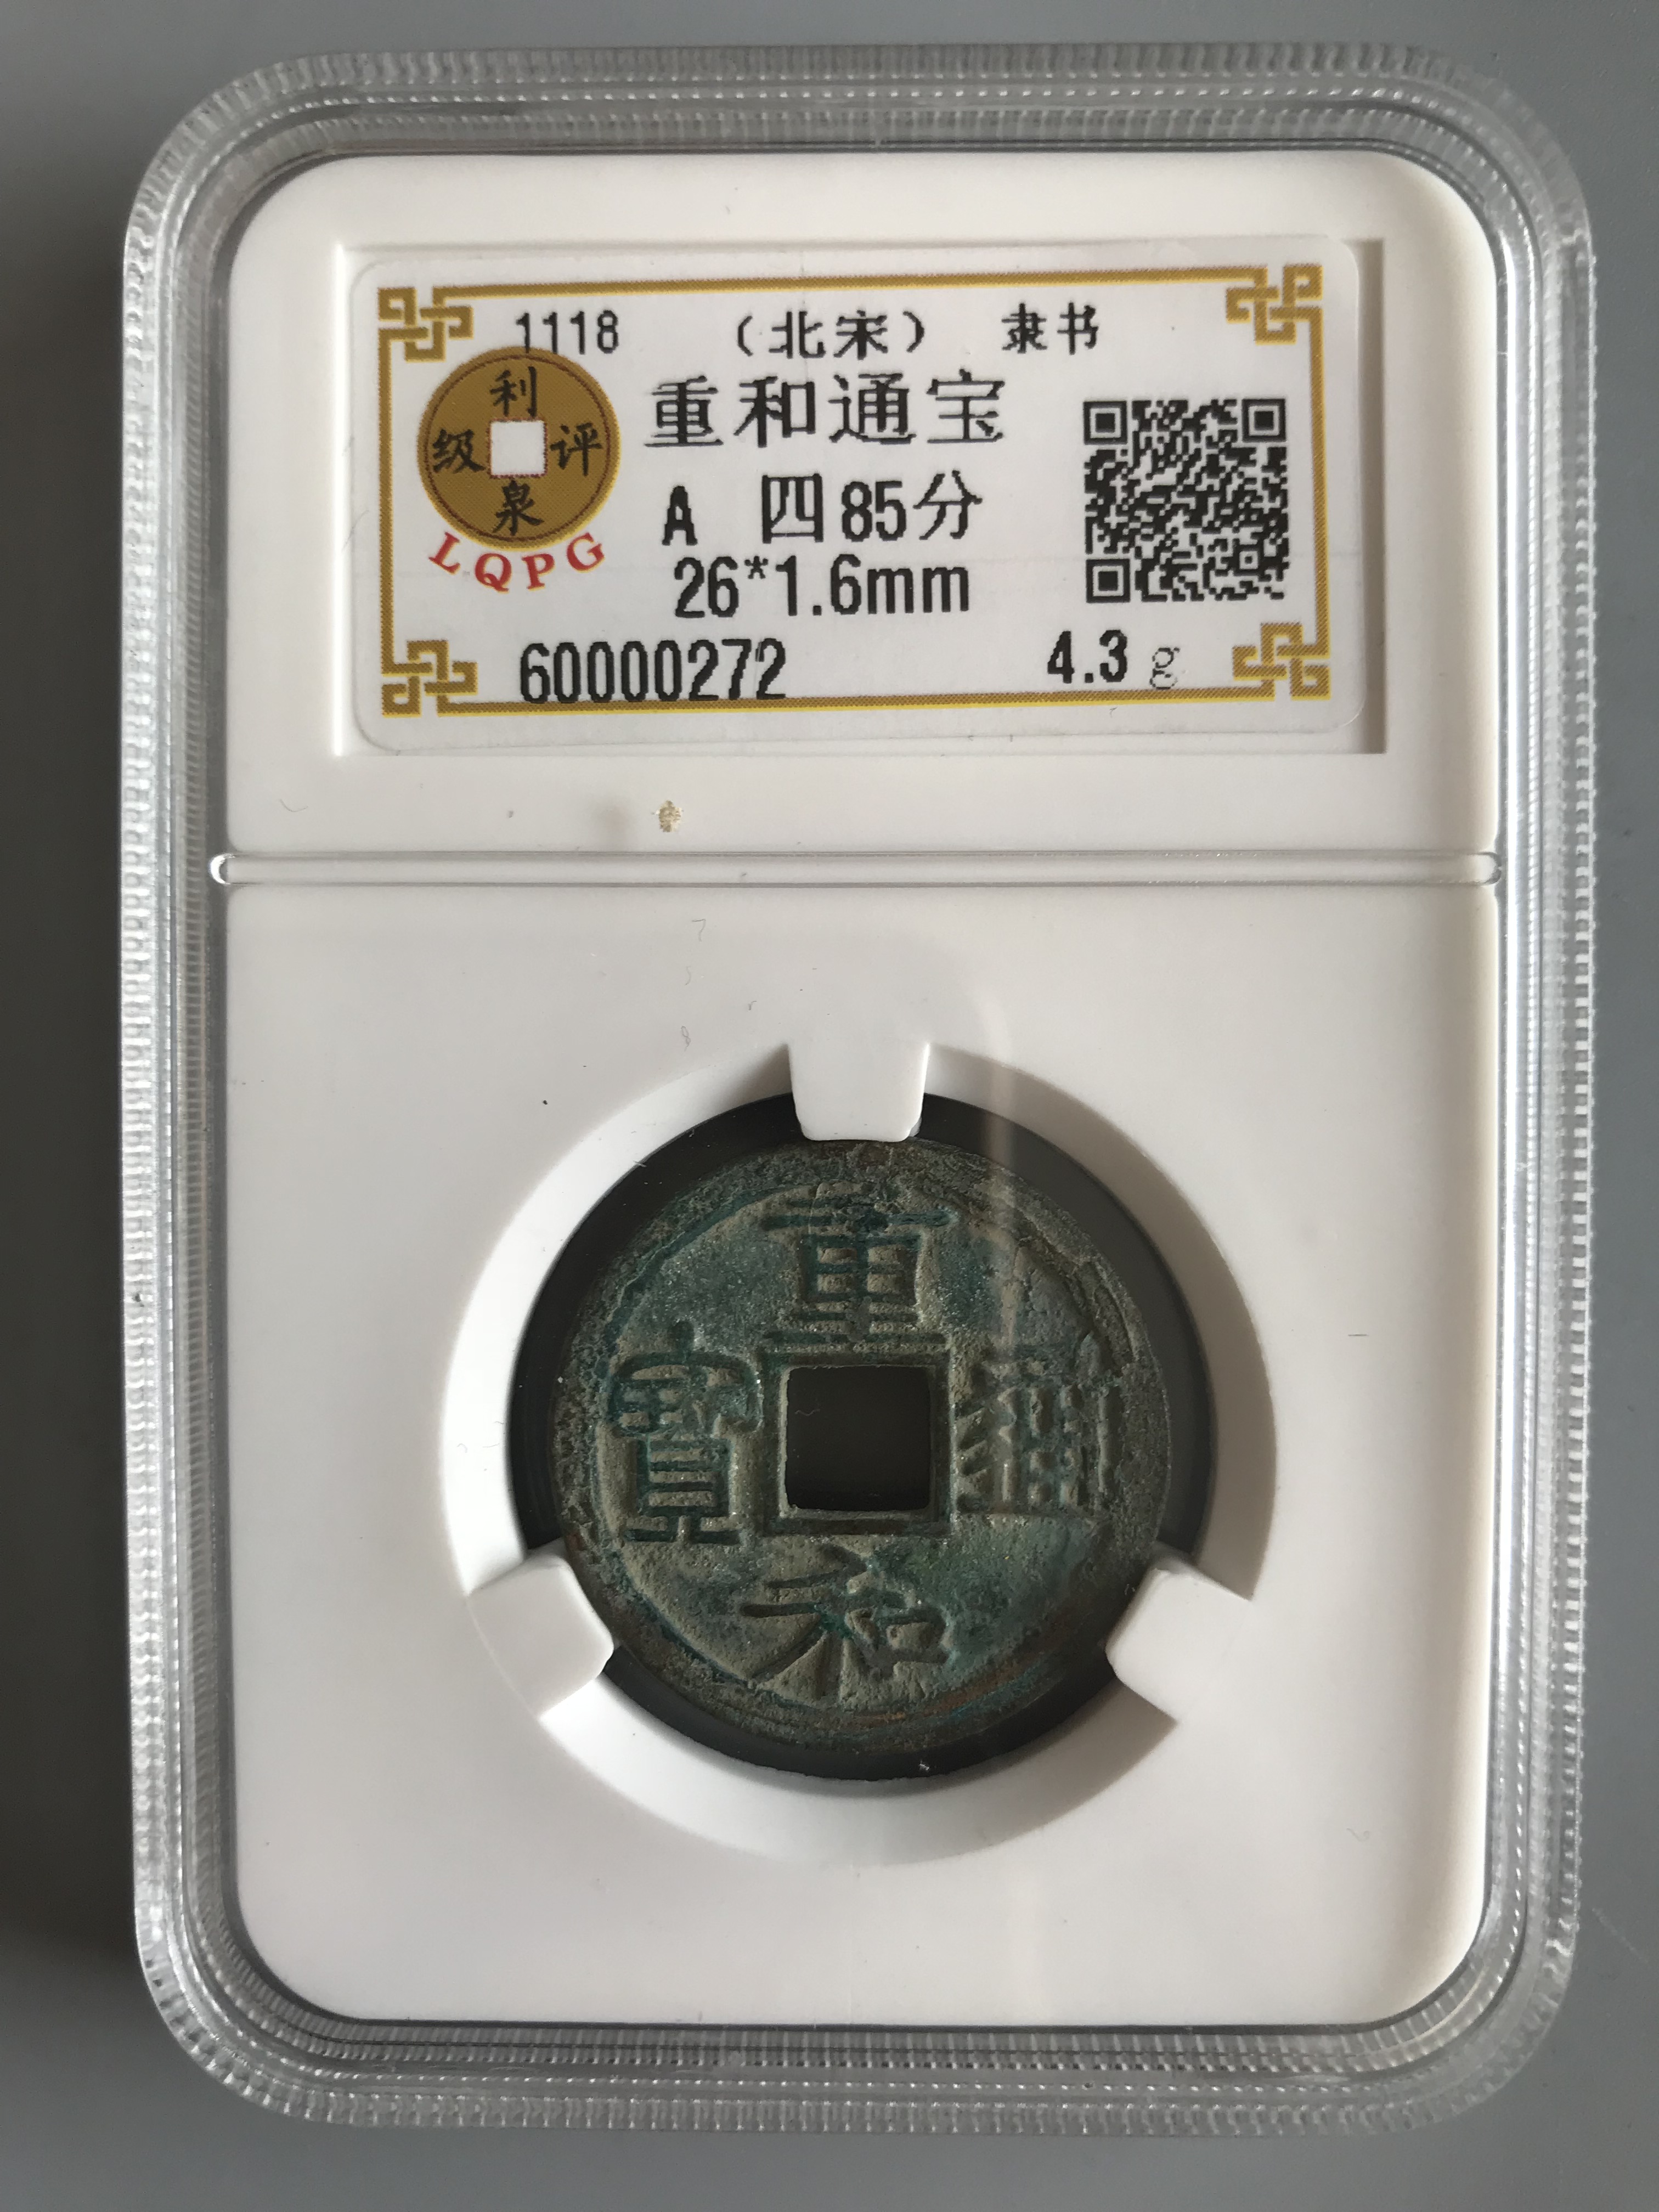 1118 （北宋） 隶书
利泉评级
LQPG
重和通宝
A 四85分
26*1.6mm
60000272 4.3 g
重和通寶